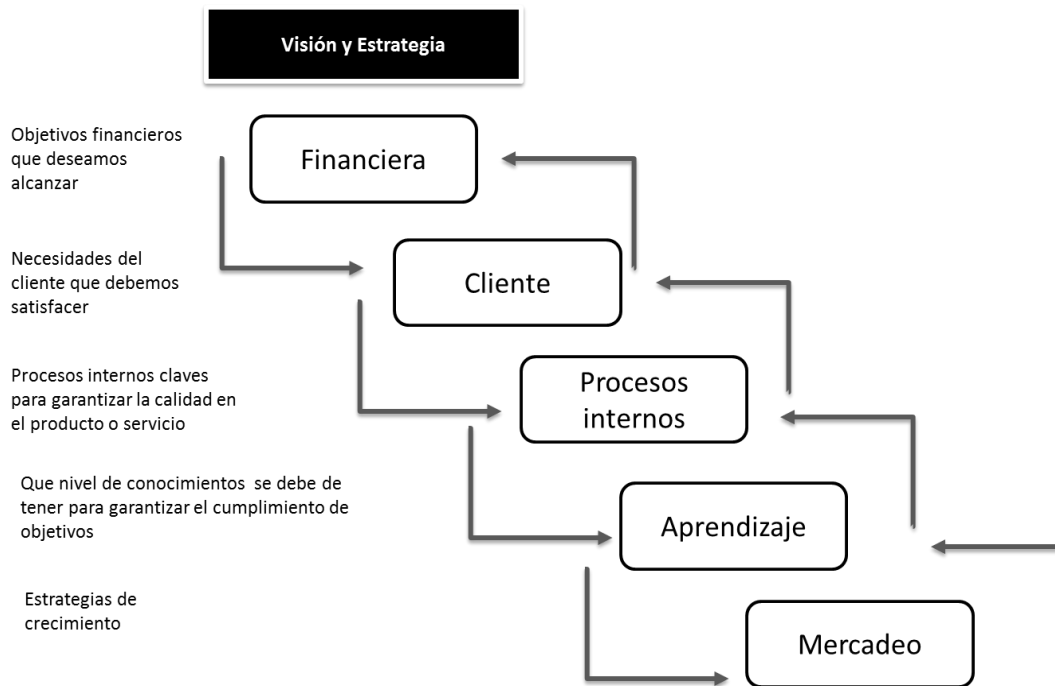 Visión y Estrategia
Objetivos financieros
que deseamos
alcanzar
Financiera
Necesidades del
cliente que debemos
satisfacer
Cliente
Procesos internos claves
para garantizar la calidad en
el producto o servicio
Procesos
internos
Que nivel de conocimientos se debe de
tener para garantizar el cumplimiento de
objetivos
Aprendizaje
Estrategias de
crecimiento
Mercadeo